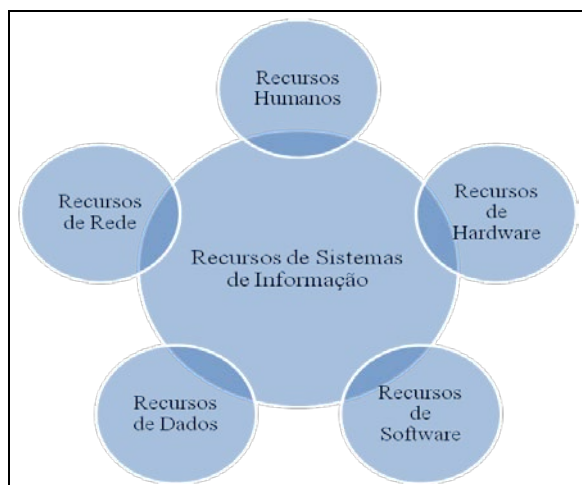 Recursos
Humanos
Recursos
de Rede
Recursos
de
Hardware
Recursos de Sistemas
de Informação
Recursos
de Dados
Recursos
de
Software